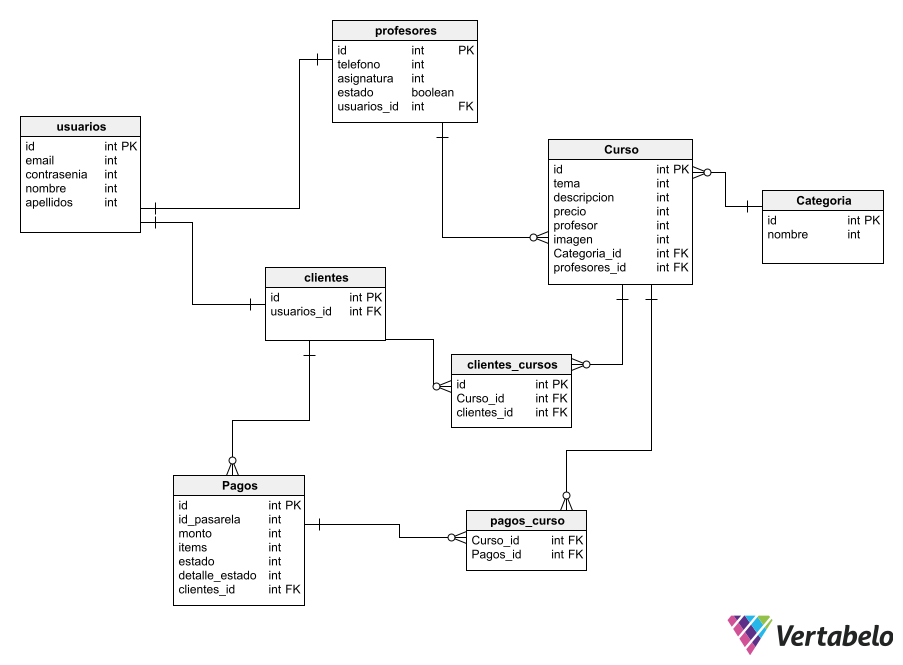 profesores
id int PK
telefono int
asignatura int
estado boolean
usuarios_id int FK
usuarios
id int PK
email int
contrasenia int
nombre int
apellidos int
Curso
id int PK
tema int
descripcion int
precio int
profesor int
imagen int
Categoria_id int FK
profesores_id int FK
Categoria
id int PK
nombre int
clientes
id int PK
usuarios_id int FK
clientes_cursos
id int PK
Curso_id int FK
clientes_id int FK
Pagos
id int PK
id_pasarela int
monto int
items int
estado int
detalle_estado int
clientes_id int FK
pagos_curso
Curso_id int FK
Pagos_id int FK
Vertabelo